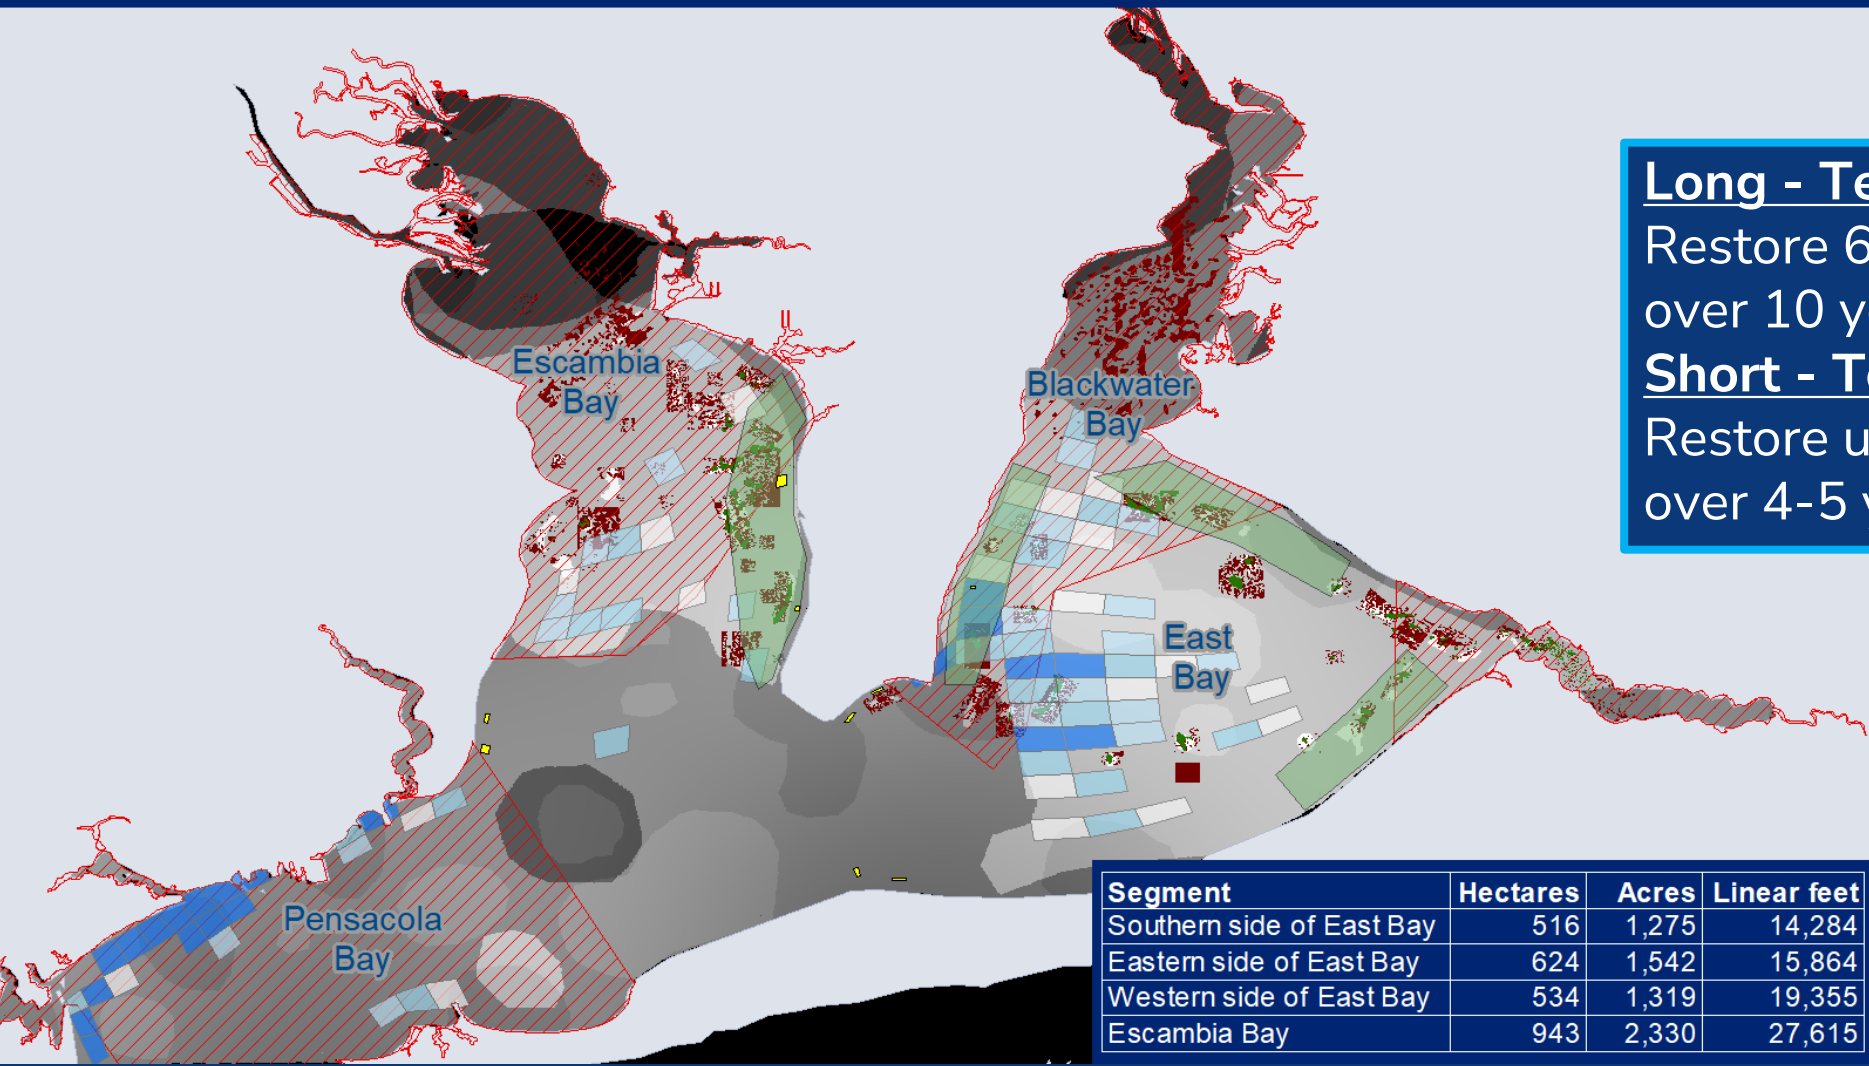 Escambia
Bay
Blackwater
Bay
East
Bay
Pensacola
Bay
Long -
Restore
over 10
Short -
Restore
over 4-5
Segment Hectares Acres Linear feet
Southern side of East Bay 516 1,275 14,284
Eastern side of East Bay 624 1,542 15,864
Western side of East Bay 534 1,319 19,355
Escambia Bay 943 2,330 27,615